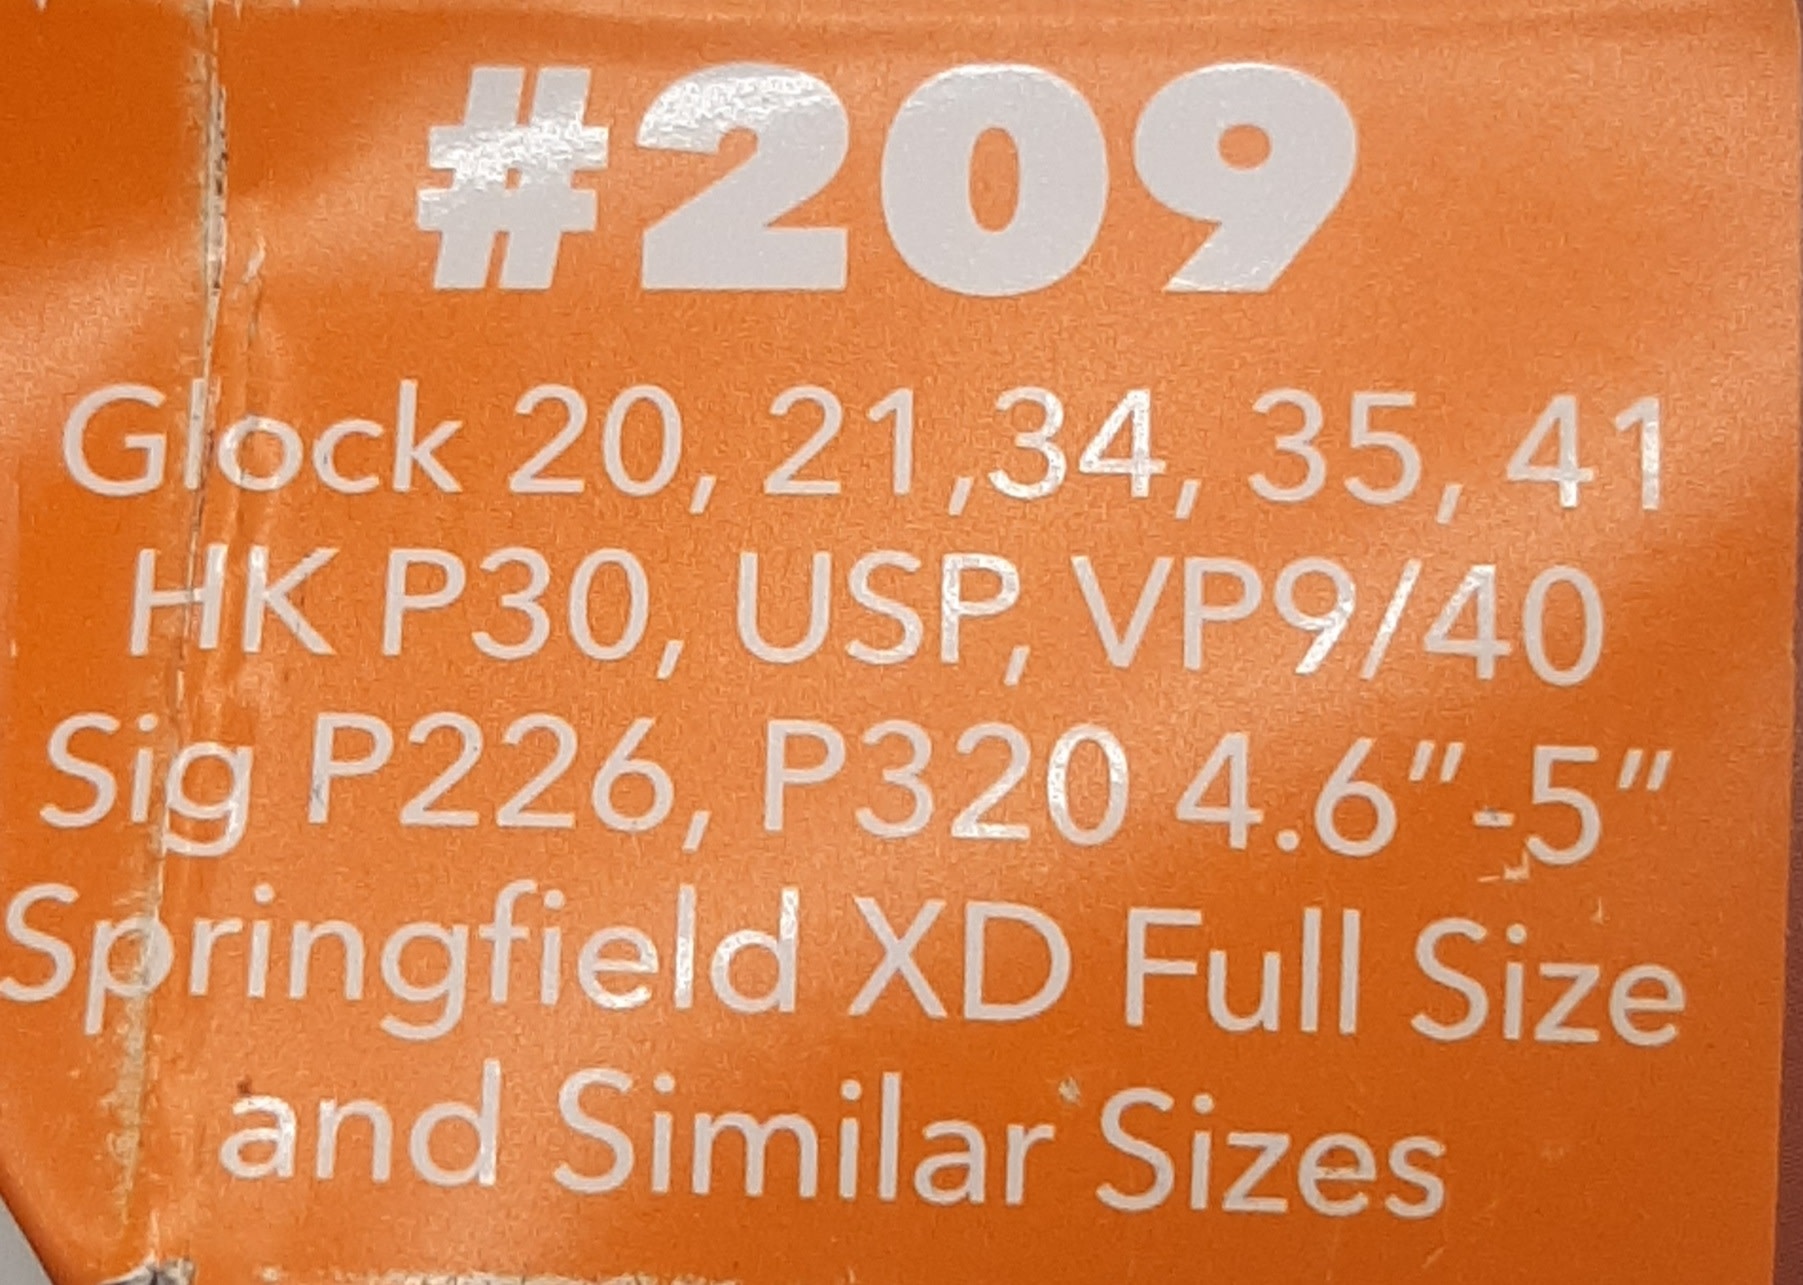 #209
Glock 20, 21,34, 35, 41
HK P30, USP, VP9/40
Sig P226, P320 4.6"-5"
Springfield XD Full Size
and Similar Sizes